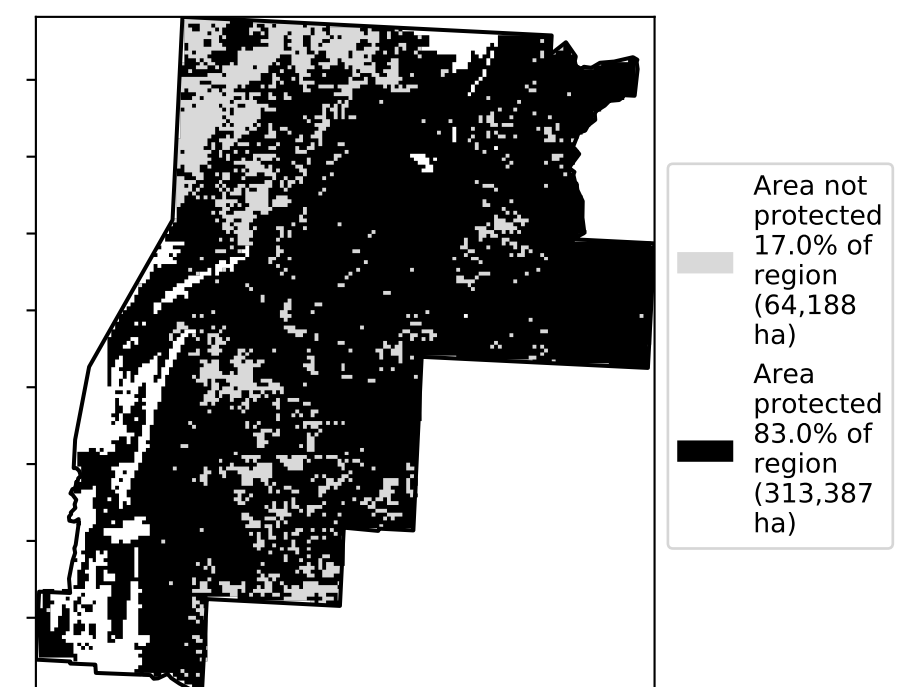 Area not
protected
17.0% of
region
(64,188
ha)
Area
protected
83.0% of
region
(313,387
ha)